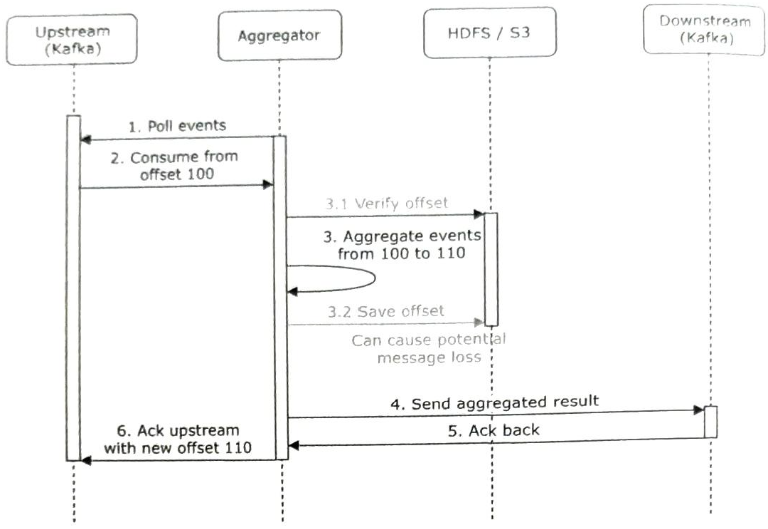 Upstream
(Kafka)
Aggregator
HDFS / S3
Downstream
(Kafka)
1. Poll events
2. Consume from
offset 100
3.1 Verify offset
3. Aggregate events
from 100 to 110
3.2 Save offset
Can cause potential
message loss
4. Send aggregated result
5. Ack back
6. Ack upstream
with new offset 110